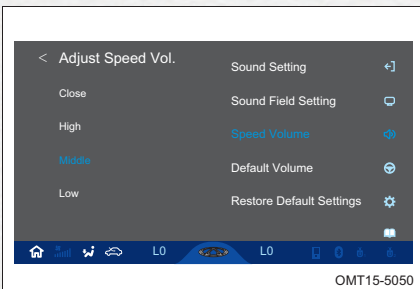 < Adjust Speed Vol.
Close
High
Middle
Low
Sound Setting
Sound Field Setting
Speed Volume
Default Volume
Restore Default Settings
L0
L0
OMT15-5050